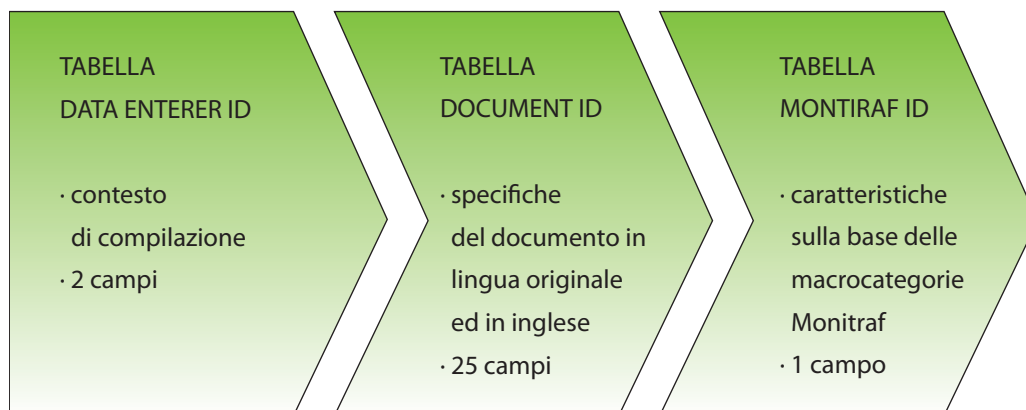 TABELLA
DATA ENTERER ID
· contesto
di compilazione
· 2 campi
TABELLA
DOCUMENT ID
· specifiche
del documento in
lingua originale
ed in inglese
· 25 campi
TABELLA
MONTIRAF ID
· caratteristiche
sulla base delle
macrocategorie
Monitraf
· 1 campo